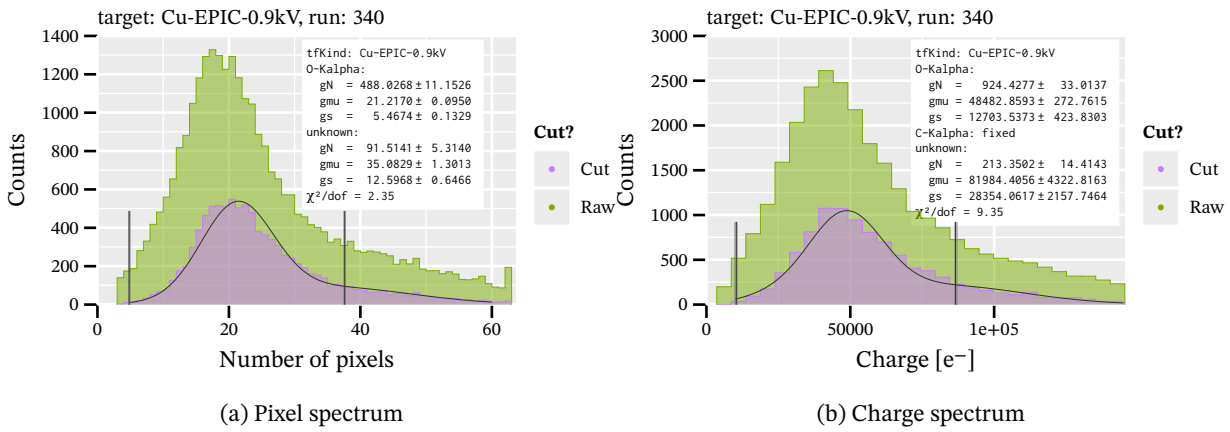 target: Cu-EPIC-0.9kV, run: 340
1400
1200
1000
800
600
400
200
0
Counts
0
20
40
60
Number of pixels
tfKind: Cu-EPIC-0.9kV
O-Kalpha:
gN = 488.0268±11.1526
gmu = 21.2170± 0.0950
gs = 5.4674± 0.1329
unknown:
gN = 91.5141± 5.3140
gmu = 35.0829± 1.3013
gs = 12.5968± 0.6466
χ²/dof = 2.35
Cut?
Cut
Raw
(a) Pixel spectrum
target: Cu-EPIC-0.9kV, run: 340
3000
2500
2000
1500
1000
500
0
Counts
0
50000
1e+05
Charge [e⁻]
tfKind: Cu-EPIC-0.9kV
O-Kalpha:
gN = 924.4277± 33.0137
gmu = 48482.8593± 272.7615
gs = 12703.5373± 423.8303
C-Kalpha: fixed
unknown:
gN = 213.3502± 14.4143
gmu = 81984.4056±4322.8163
gs = 28354.0617±2157.7464
χ²/dof = 9.35
Cut?
Cut
Raw
(b) Charge spectrum